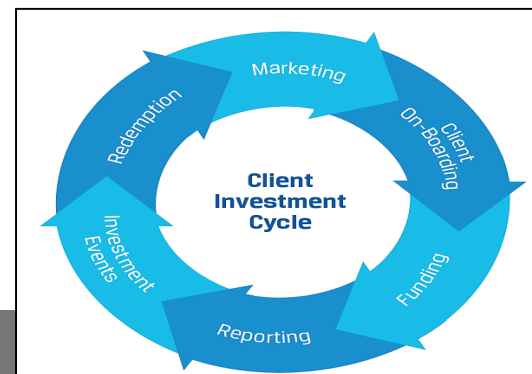 Marketing
Client
On-Boarding
Funding
Reporting
Investment
Events
Redemption
Client
Investment
Cycle